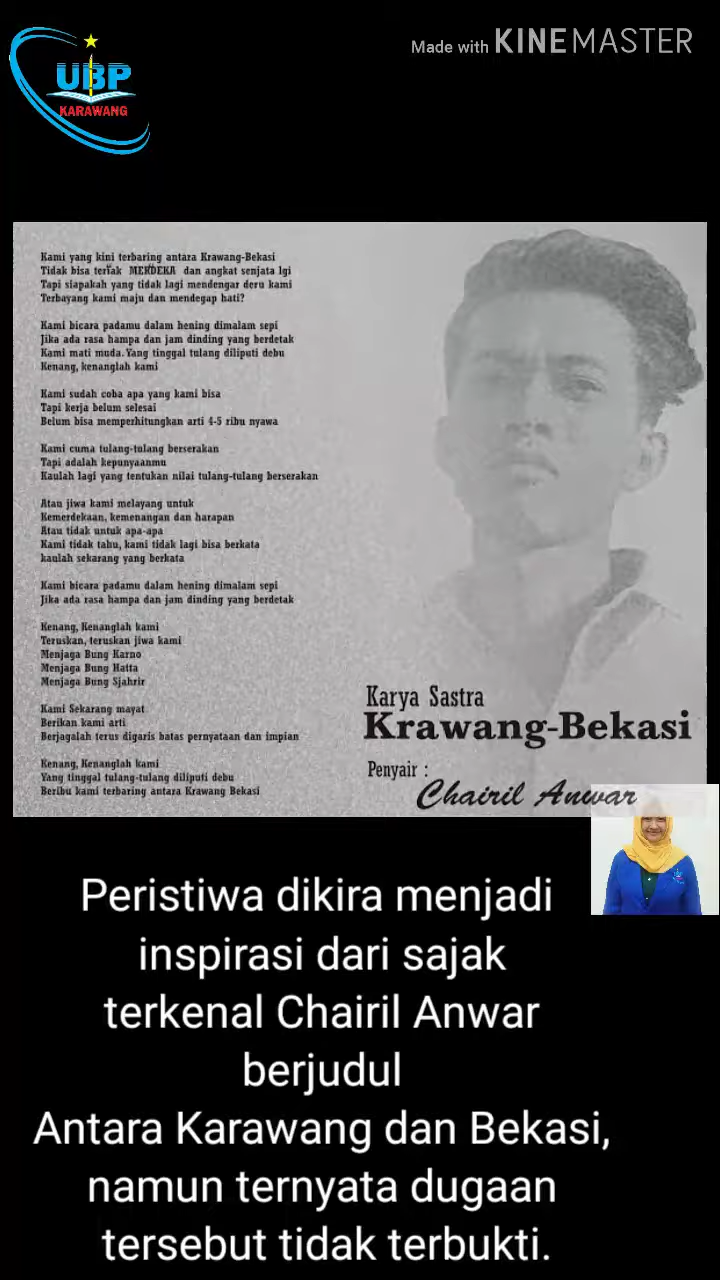 UBP
KARAWANG
Made with KINEMASTER
Kami yang kini terbaring antara Krawang-Bekasi
Tidak bisa teriak MERDEKA dan angkat senjata lgi
Tapi siapakah yang tidak lagi mendengar deru kami
Terbayang kami maju dan mendegap hati?
Kami bicara padamu dalam hening dimalam sepi
Jika ada rasa hampa dan jam dinding yang berdetak
Kami mati muda. Yang tinggal tulang diliputi debu
Kenang, kenanglah kami
Kami sudah coba apa yang kami bisa
Tapi kerja belum selesai
Belum bisa memperhitungkan arti 4-5 ribu nyawa
Kami cuma tulang-tulang berserakan
Tapi adalah kepunyaanmu
Kaulah lagi yang tentukan nilai tulang-tulang berserakan
Atau jiwa kami melayang untuk
Kemerdekaan, kemenangan dan harapan
Atau tidak untuk apa-apa
Kami tidak tahu, kami tidak lagi bisa berkata
kaulah sekarang yang berkata
Kami bicara padamu dalam hening dimalam sepi
Jika ada rasa hampa dan jam dinding yang berdetak
Kenang, Kenanglah kami
Teruskan, teruskan jiwa kami
Menjaga Bung Karno
Menjaga Bung Hatta
Menjaga Bung Sjahrir
Kami Sekarang mayat
Berikan kami arti
Berjagalah terus digaris batas pernyataan dan impian
Kenang, Kenanglah kami
Yang tinggal tulang-tulang diliputi debu
Beribu kami terbaring antara Krawang Bekasi
Karya Sastra
Krawang-Bekasi
Penyair :
Chairil Anwar
Peristiwa dikira menjadi
inspirasi dari sajak
terkenal Chairil Anwar
berjudul
Antara Karawang dan Bekasi,
namun ternyata dugaan
tersebut tidak terbukti.